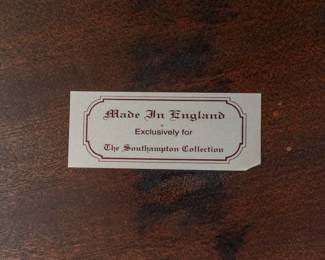 Made In England
Exclusively for
The Southampton Collection